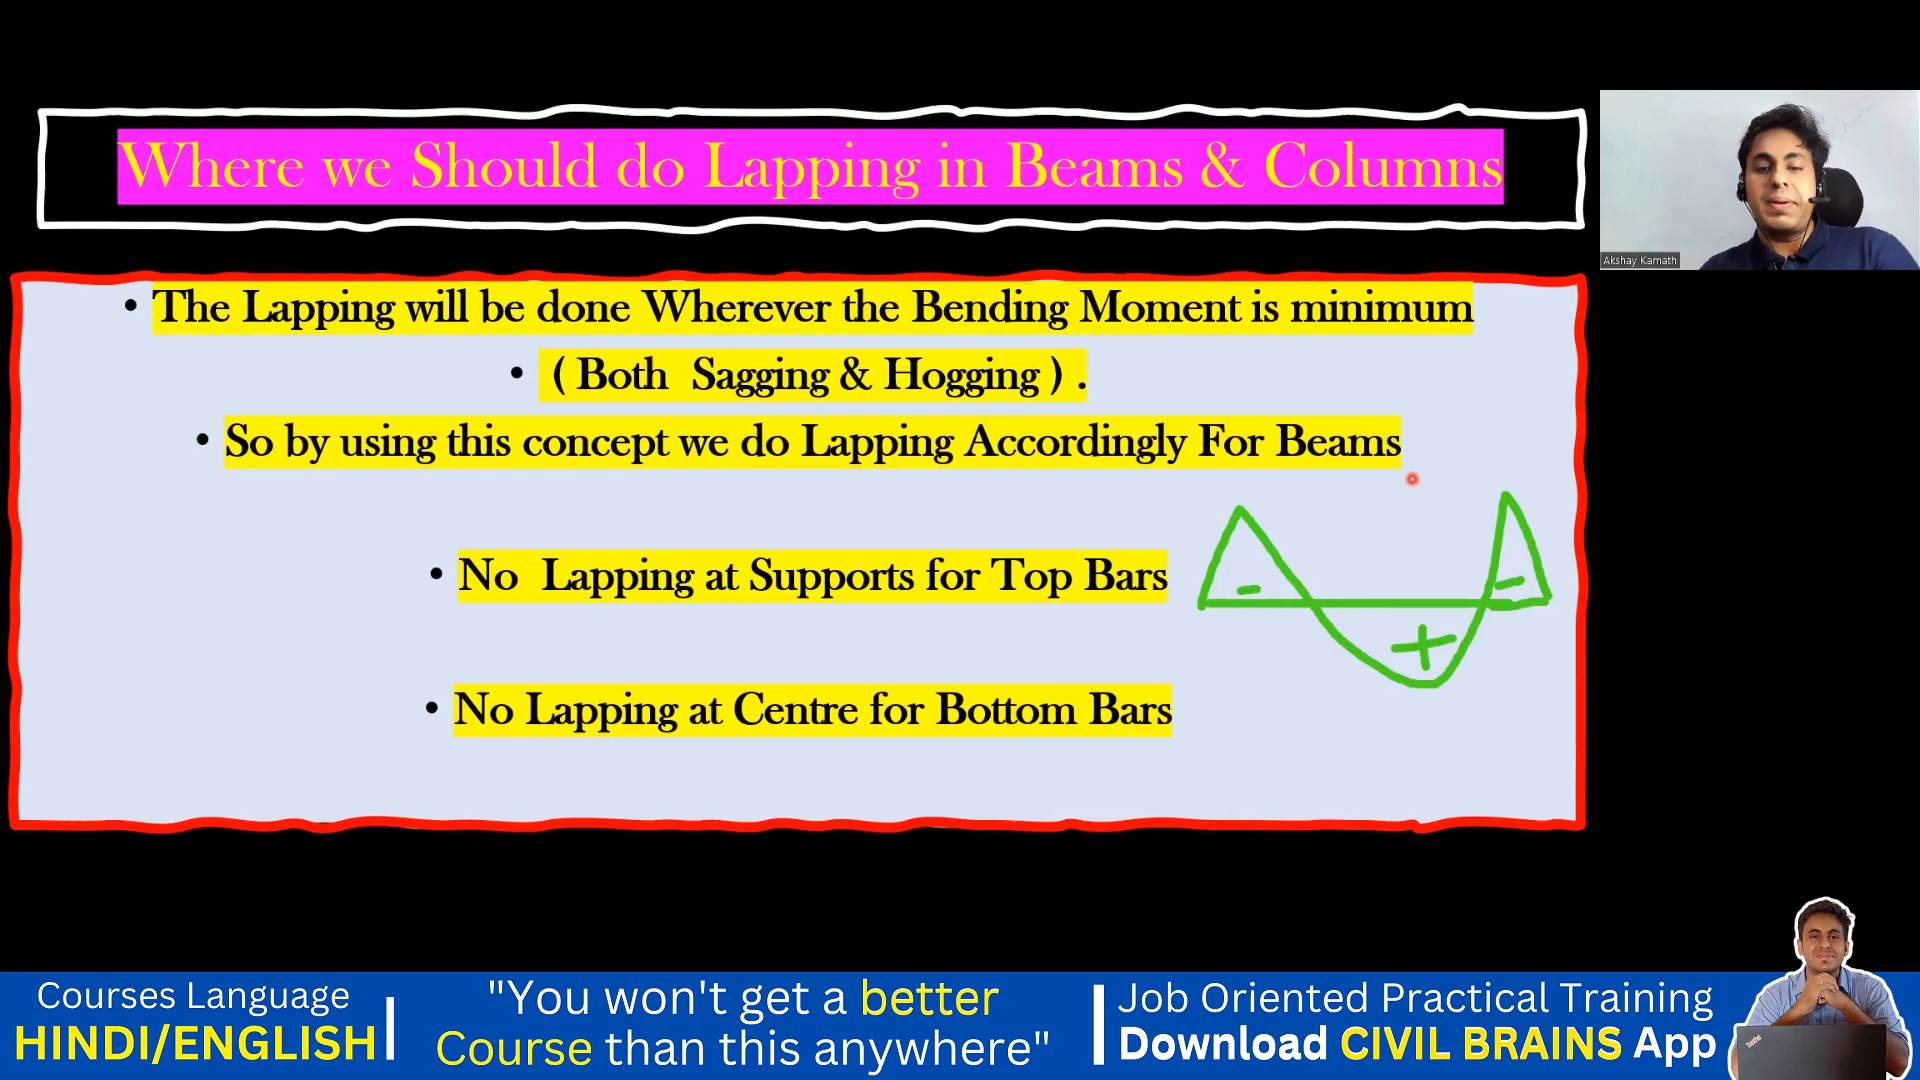 Where we Should do Lapping in Beams & Columns
Akshay Kamath
• The Lapping will be done Wherever the Bending Moment is minimum
• ( Both Sagging & Hogging ) .
• So by using this concept we do Lapping Accordingly For Beams
• No Lapping at Supports for Top Bars
- -
+
• No Lapping at Centre for Bottom Bars
Courses Language
HINDI/ENGLISH
"You won't get a better
Course than this anywhere"
Job Oriented Practical Training
Download CIVIL BRAINS App
ThinkPad